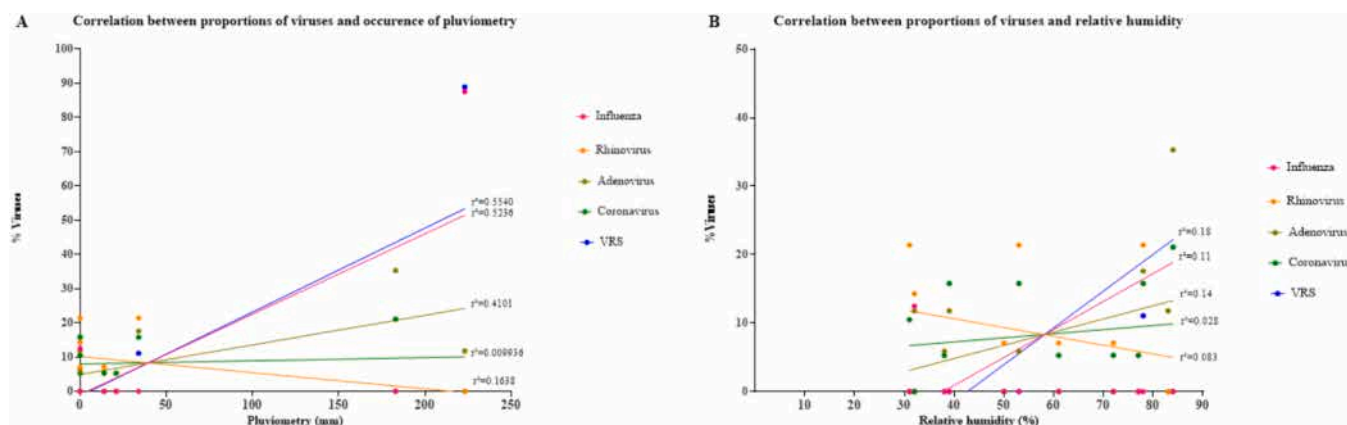 A
Correlation between proportions of viruses and occurence of pluviometry
100
90
80
70
60
50
40
30
20
10
0
% Viruses
0 50 100 150 200 250
Pluviometry (mm)
r²=0.5540
r²=0.5236
r²=0.4101
r²=0.009936
r²=0.1638
Influenza
Rhinovirus
Adenovirus
Coronavirus
VRS
B
Correlation between proportions of viruses and relative humidity
50
40
30
20
10
0
% Viruses
10 20 30 40 50 60 70 80 90
Relative humidity (%)
r²=0.18
r²=0.11
r²=0.14
r²=0.028
r²=0.083
Influenza
Rhinovirus
Adenovirus
Coronavirus
VRS